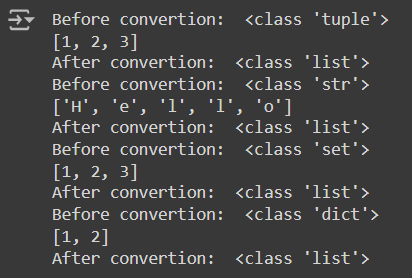 Before convertion:  <class 'tuple'>
[1, 2, 3]
After convertion:  <class 'list'>
Before convertion:  <class 'str'>
['H', 'e', 'l', 'l', 'o']
After convertion:  <class 'list'>
Before convertion:  <class 'set'>
[1, 2, 3]
After convertion:  <class 'list'>
Before convertion:  <class 'dict'>
[1, 2]
After convertion:  <class 'list'>